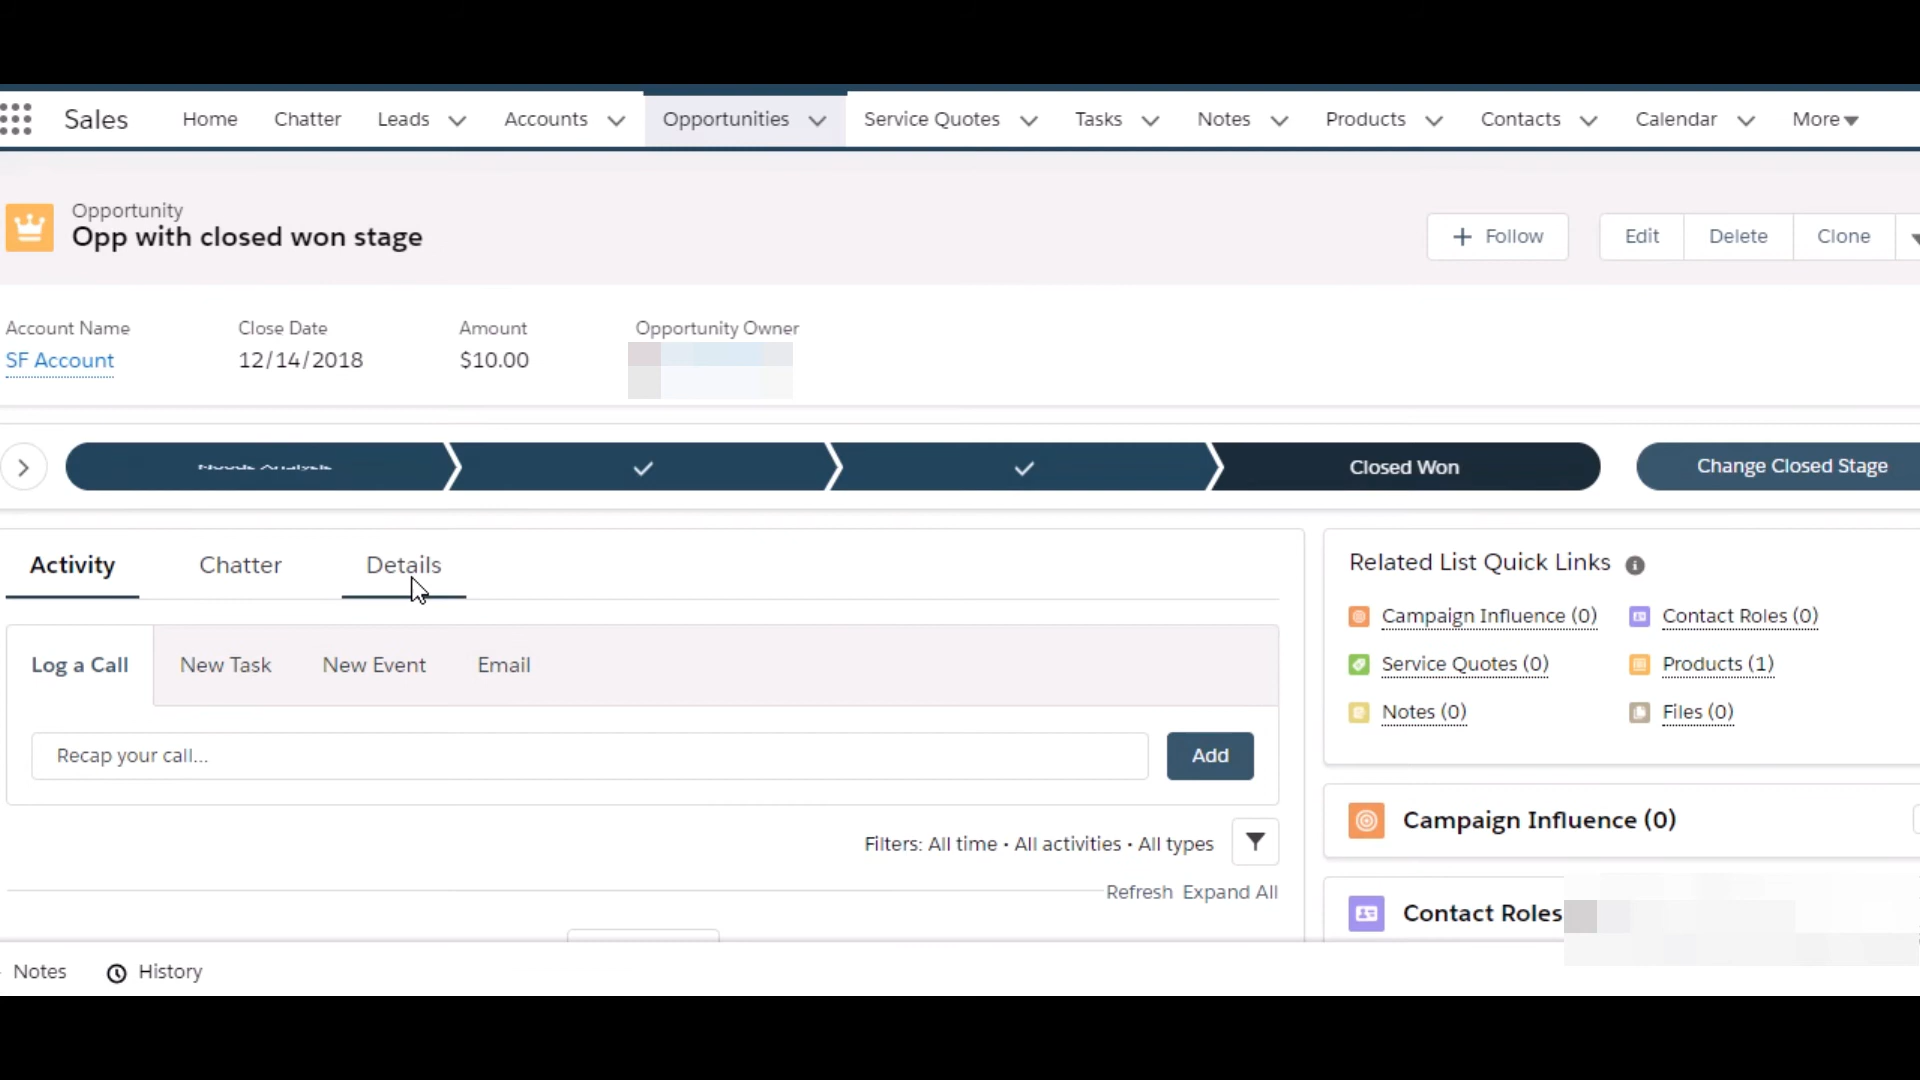 Sales Home Chatter Leads Accounts Opportunities Service Quotes Tasks Notes Products Contacts Calendar More
Opportunity
Opp with closed won stage
Follow Edit Delete Clone
Account Name Close Date Amount Opportunity Owner
SF Account 12/14/2018 $10.00
Closed Won Change Closed Stage
Activity Chatter Details
Log a Call New Task New Event Email
Recap your call... Add
Filters: All time • All activities • All types
Refresh Expand All
Related List Quick Links
Campaign Influence (0) Contact Roles (0)
Service Quotes (0) Products (1)
Notes (0) Files (0)
Campaign Influence (0)
Contact Roles
Notes History